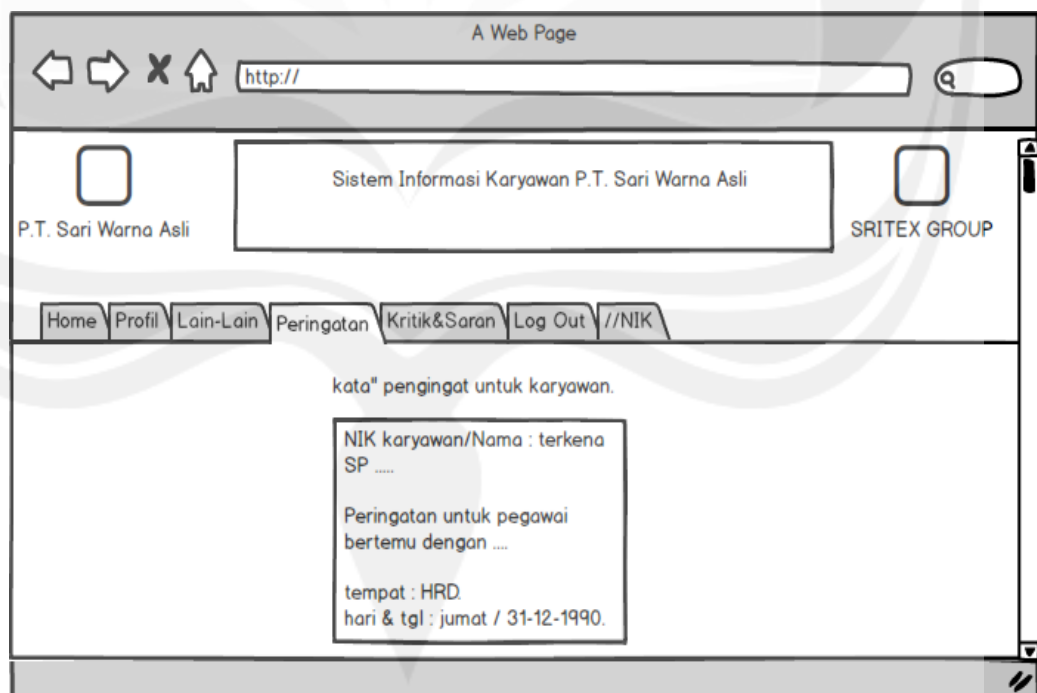 A Web Page
http://
Sistem Informasi Karyawan P.T. Sari Warna Asli
P.T. Sari Warna Asli
SRITEX GROUP
Home Profil Lain-Lain Peringatan Kritik&Saran Log Out //NIK
kata" pengingat untuk karyawan.
NIK karyawan/Nama : terkena
SP .....
Peringatan untuk pegawai
bertemu dengan ....
tempat : HRD.
hari & tgl : jumat / 31-12-1990.